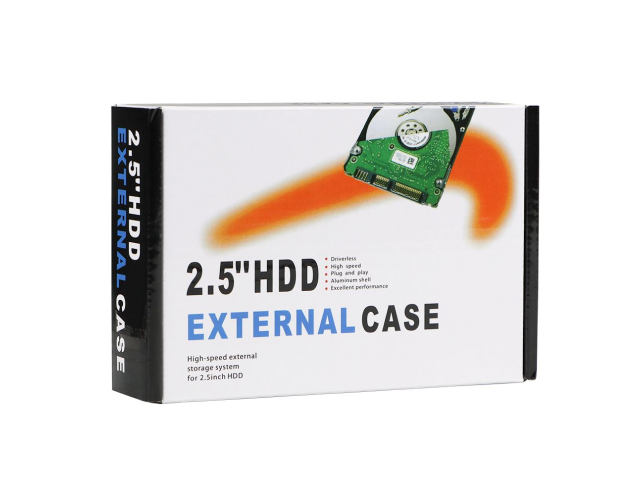 2.5"HDD
EXTERNAL CASE
2.5"HDD
Driverless
High speed
Plug and play
Aluminum shell
Excellent performance
EXTERNAL CASE
High-speed external
storage system
for 2.5inch HDD